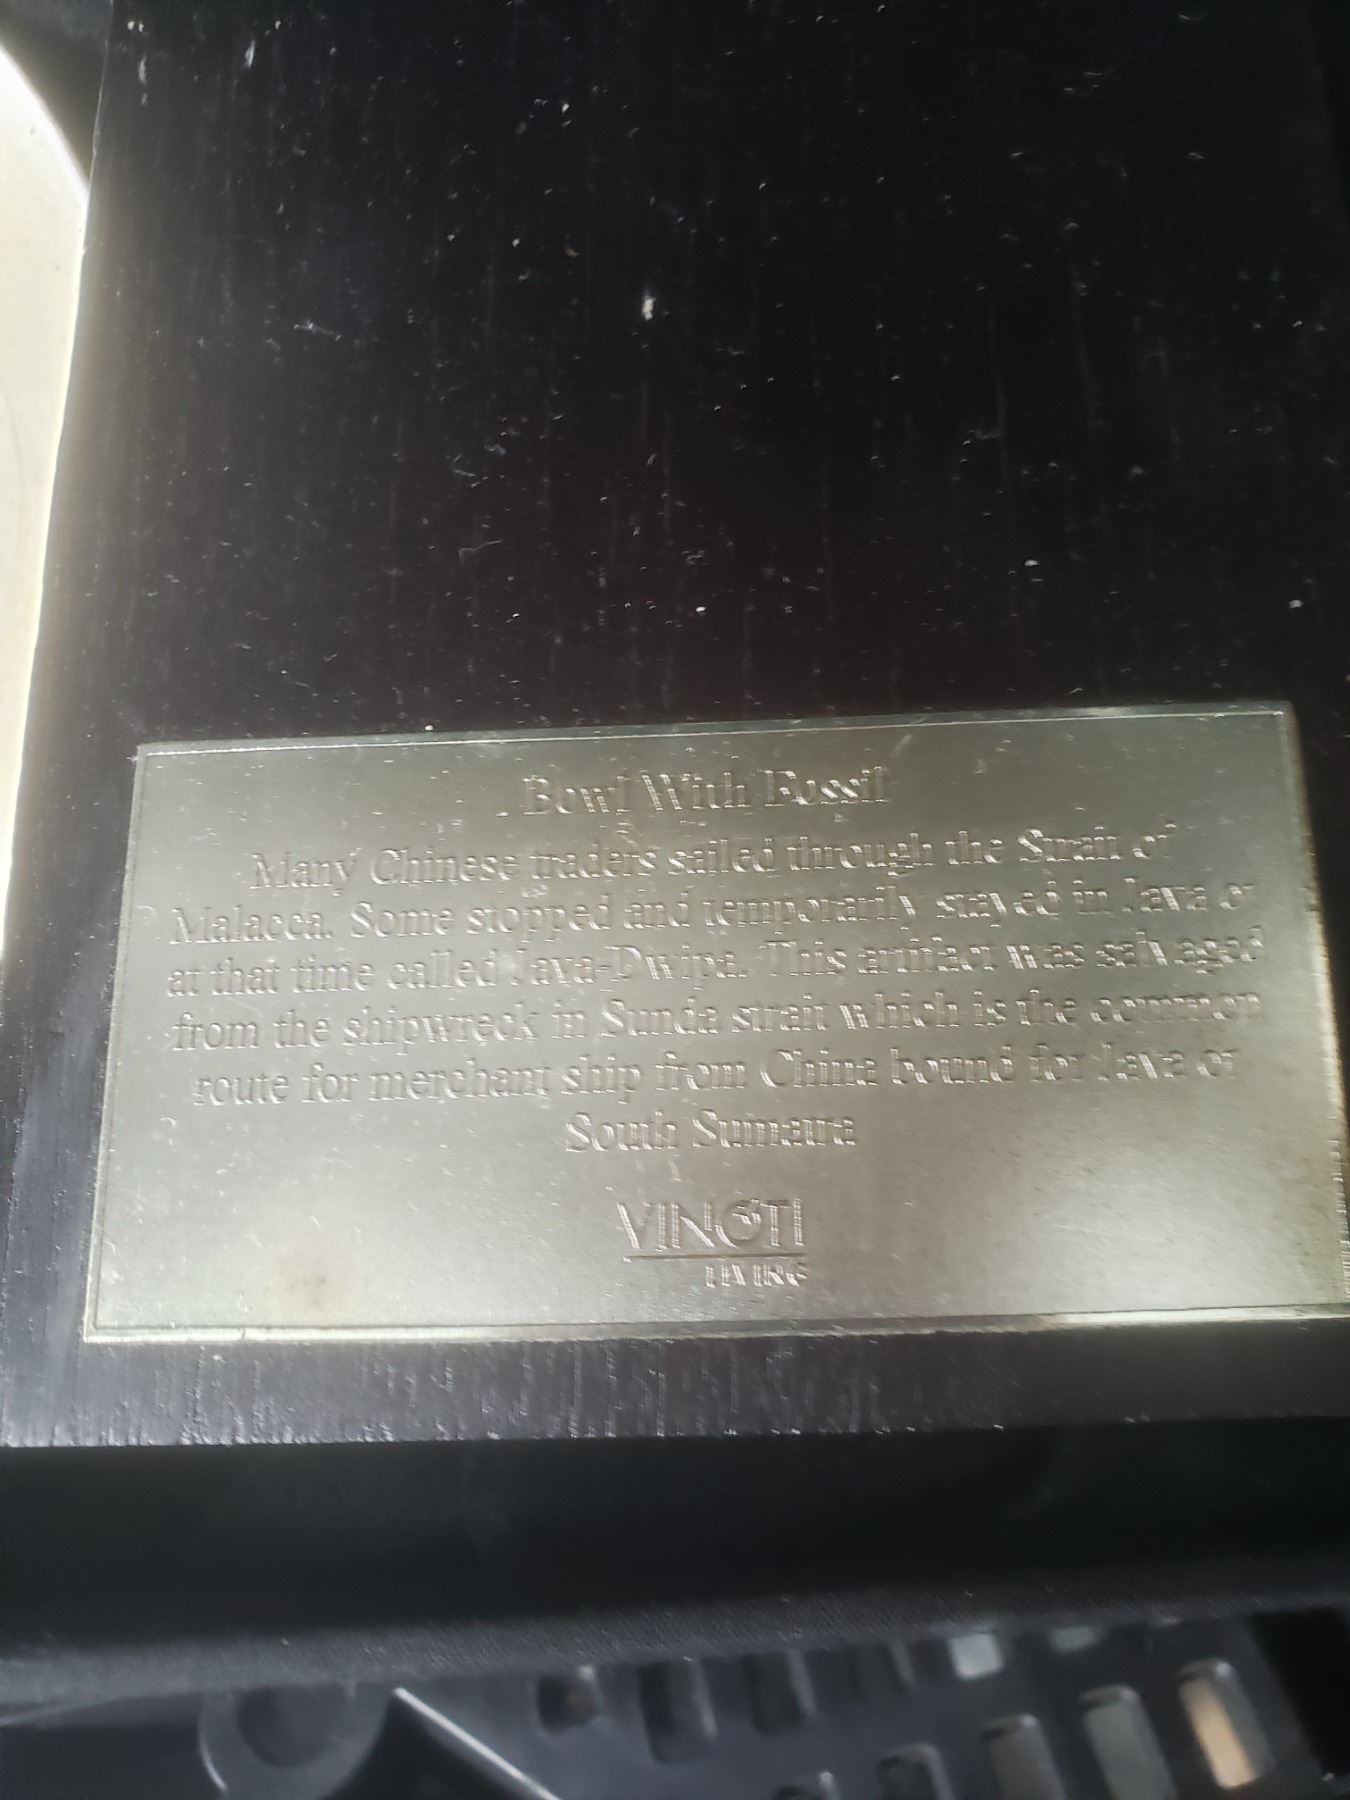 Bowl With Fossil
Many Chinese traders sailed through the Strait of
Malacca. Some stopped and temporarily stayed in Java or
at that time called Java-Dwipa. This artifact was salvaged
from the shipwreck in Sunda strait which is the common
route for merchant ship from China bound for Java or
South Sumatra
VINOTI
LIVING